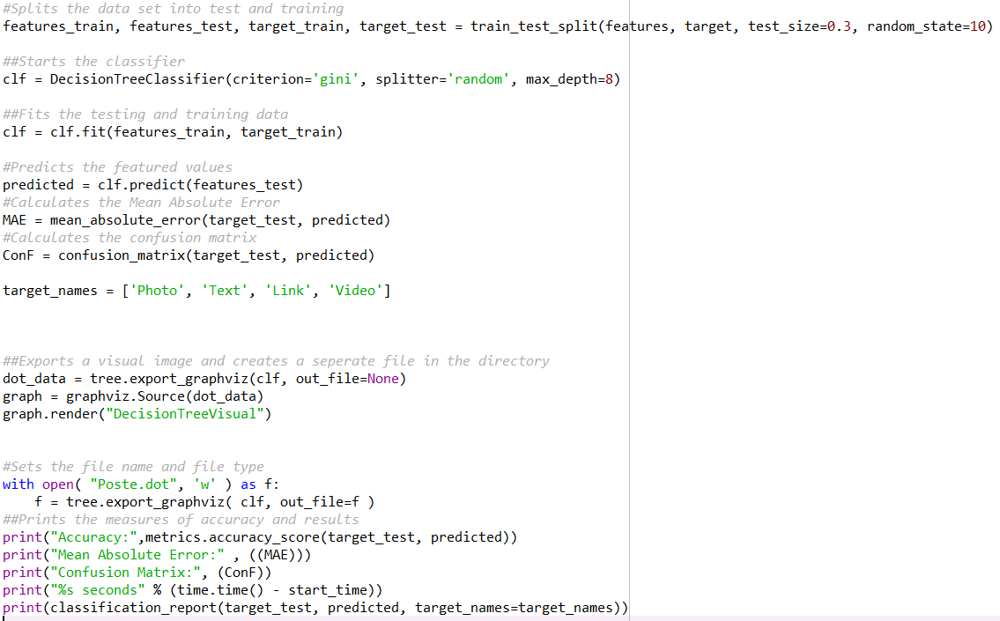 #Splits the data set into test and training
features_train, features_test, target_train, target_test = train_test_split(features, target, test_size=0.3, random_state=10)
##Starts the classifier
clf = DecisionTreeClassifier(criterion='gini', splitter='random', max_depth=8)
##Fits the testing and training data
clf = clf.fit(features_train, target_train)
#Predicts the featured values
predicted = clf.predict(features_test)
#Calculates the Mean Absolute Error
MAE = mean_absolute_error(target_test, predicted)
#Calculates the confusion matrix
ConF = confusion_matrix(target_test, predicted)
target_names = ['Photo', 'Text', 'Link', 'Video']
##Exports a visual image and creates a seperate file in the directory
dot_data = tree.export_graphviz(clf, out_file=None)
graph = graphviz.Source(dot_data)
graph.render("DecisionTreeVisual")
#Sets the file name and file type
with open( "Poste.dot", 'w' ) as f:
    f = tree.export_graphviz( clf, out_file=f )
##Prints the measures of accuracy and results
print("Accuracy:",metrics.accuracy_score(target_test, predicted))
print("Mean Absolute Error:" , ((MAE)))
print("Confusion Matrix:", (ConF))
print("%s seconds" % (time.time() - start_time))
print(classification_report(target_test, predicted, target_names=target_names))